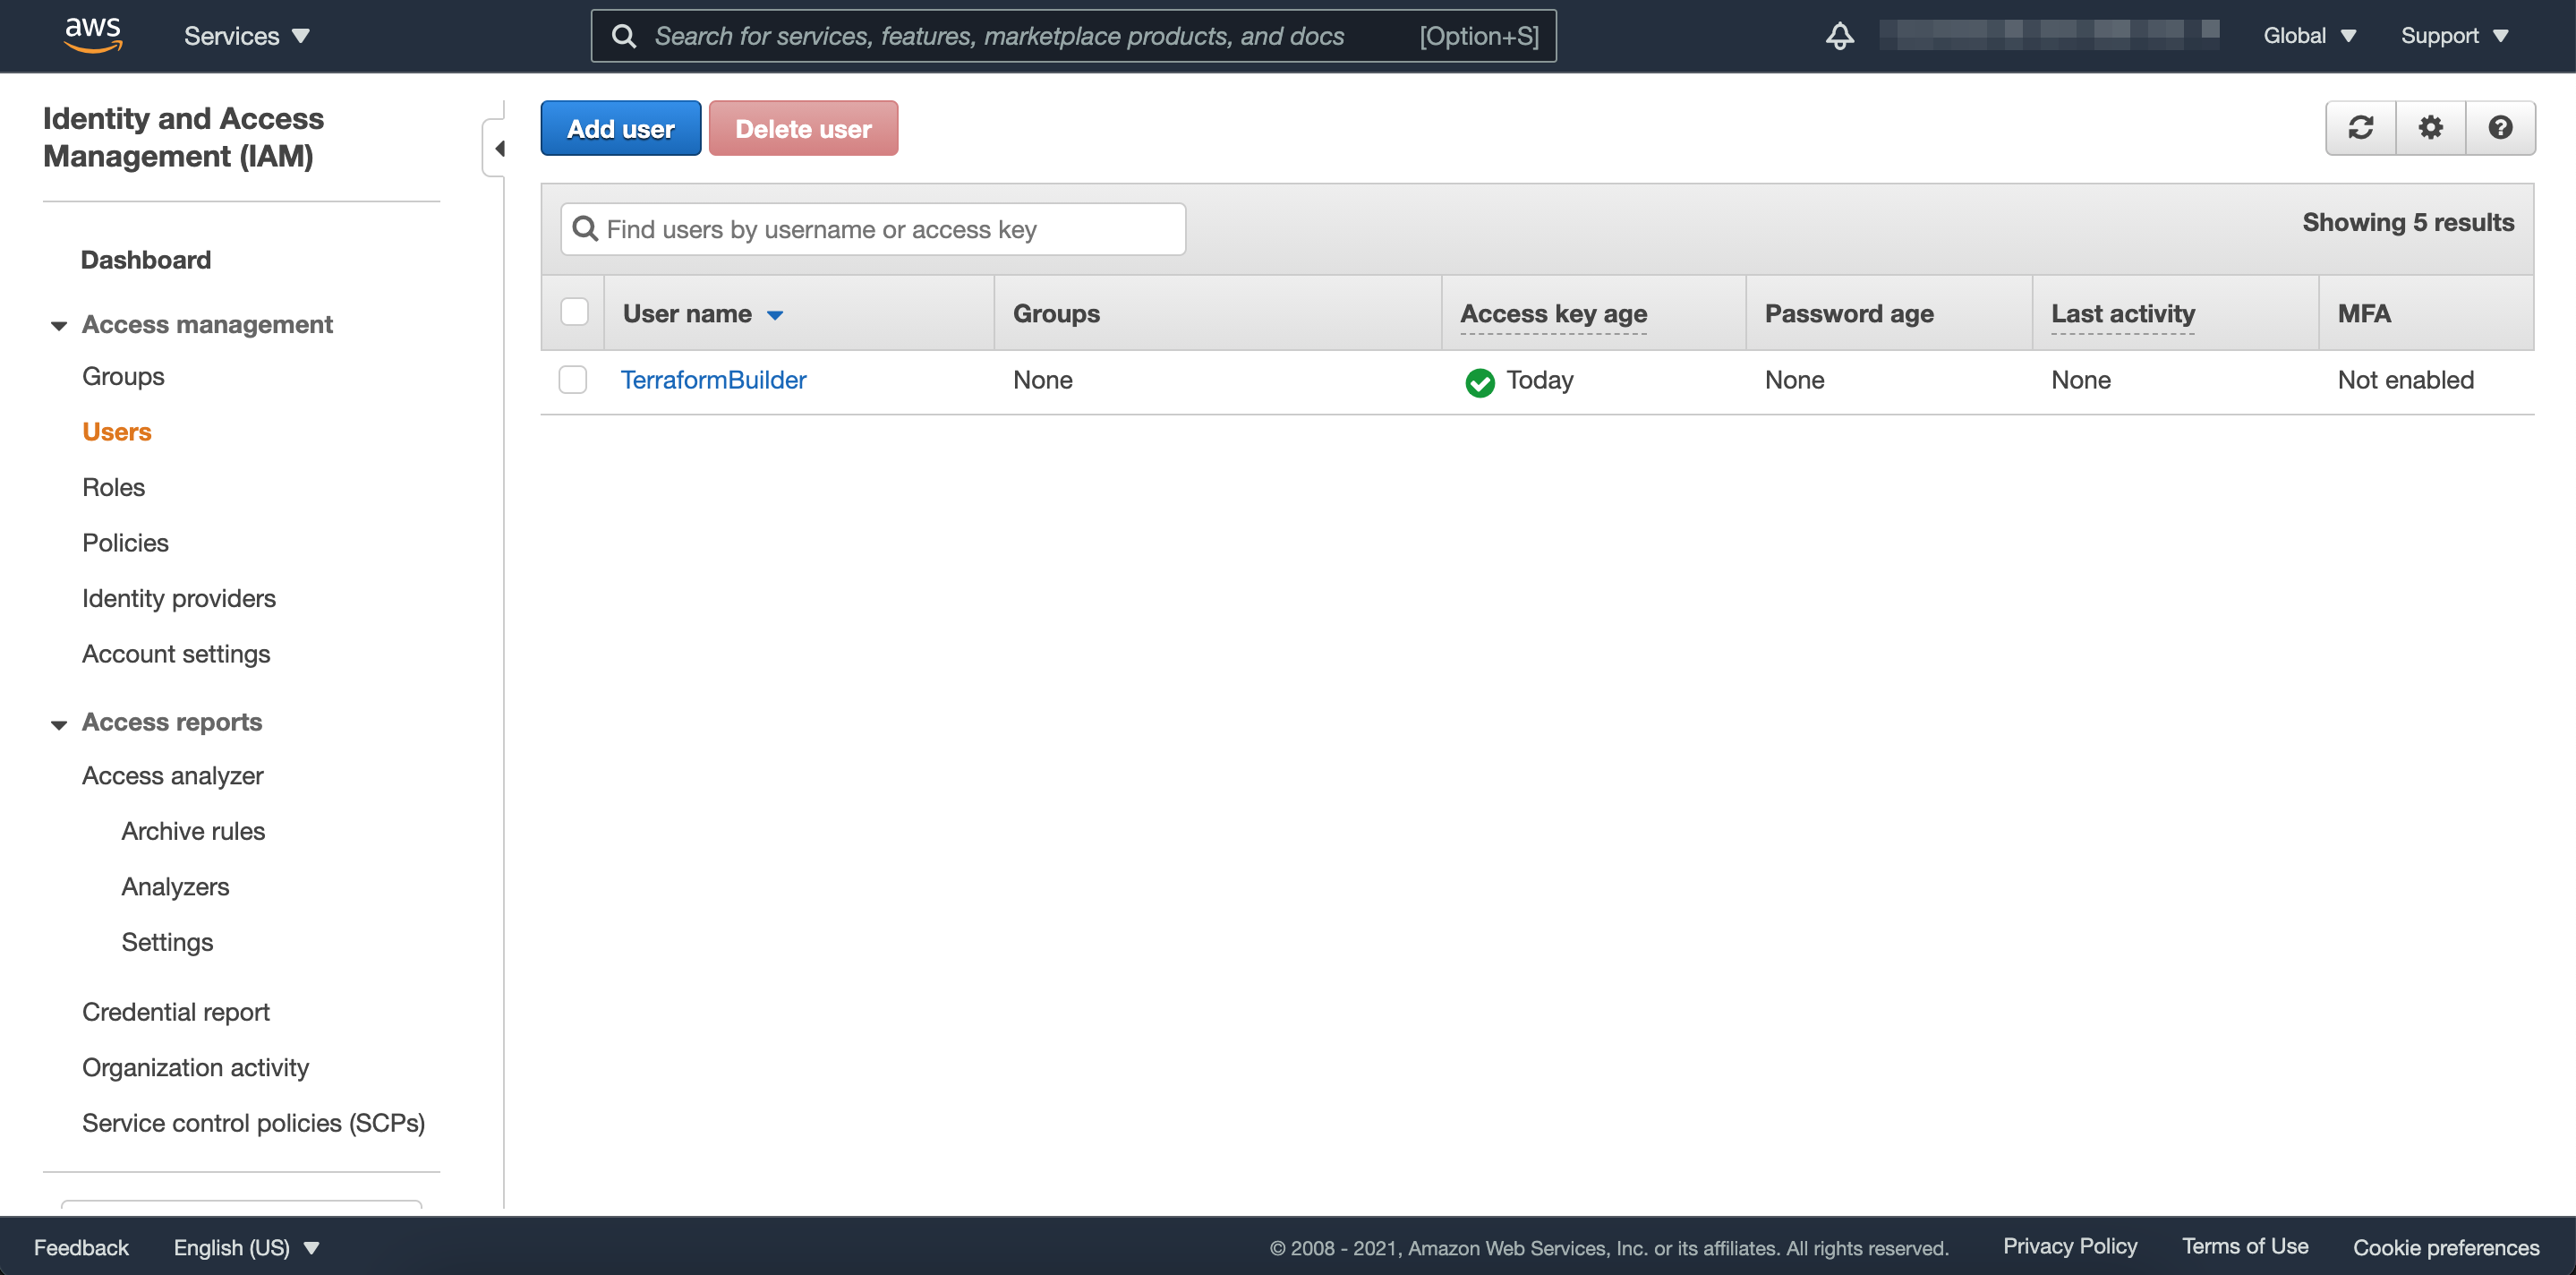 aws Services Search for services, features, marketplace products, and docs [Option+S] Global Support
Identity and Access
Management (IAM)
Dashboard
Access management
Groups
Users
Roles
Policies
Identity providers
Account settings
Access reports
Access analyzer
Archive rules
Analyzers
Settings
Credential report
Organization activity
Service control policies (SCPs)
Add user Delete user
Find users by username or access key Showing 5 results
User name Groups Access key age Password age Last activity MFA
TerraformBuilder None Today None None Not enabled
Feedback English (US) © 2008 - 2021, Amazon Web Services, Inc. or its affiliates. All rights reserved. Privacy Policy Terms of Use Cookie preferences